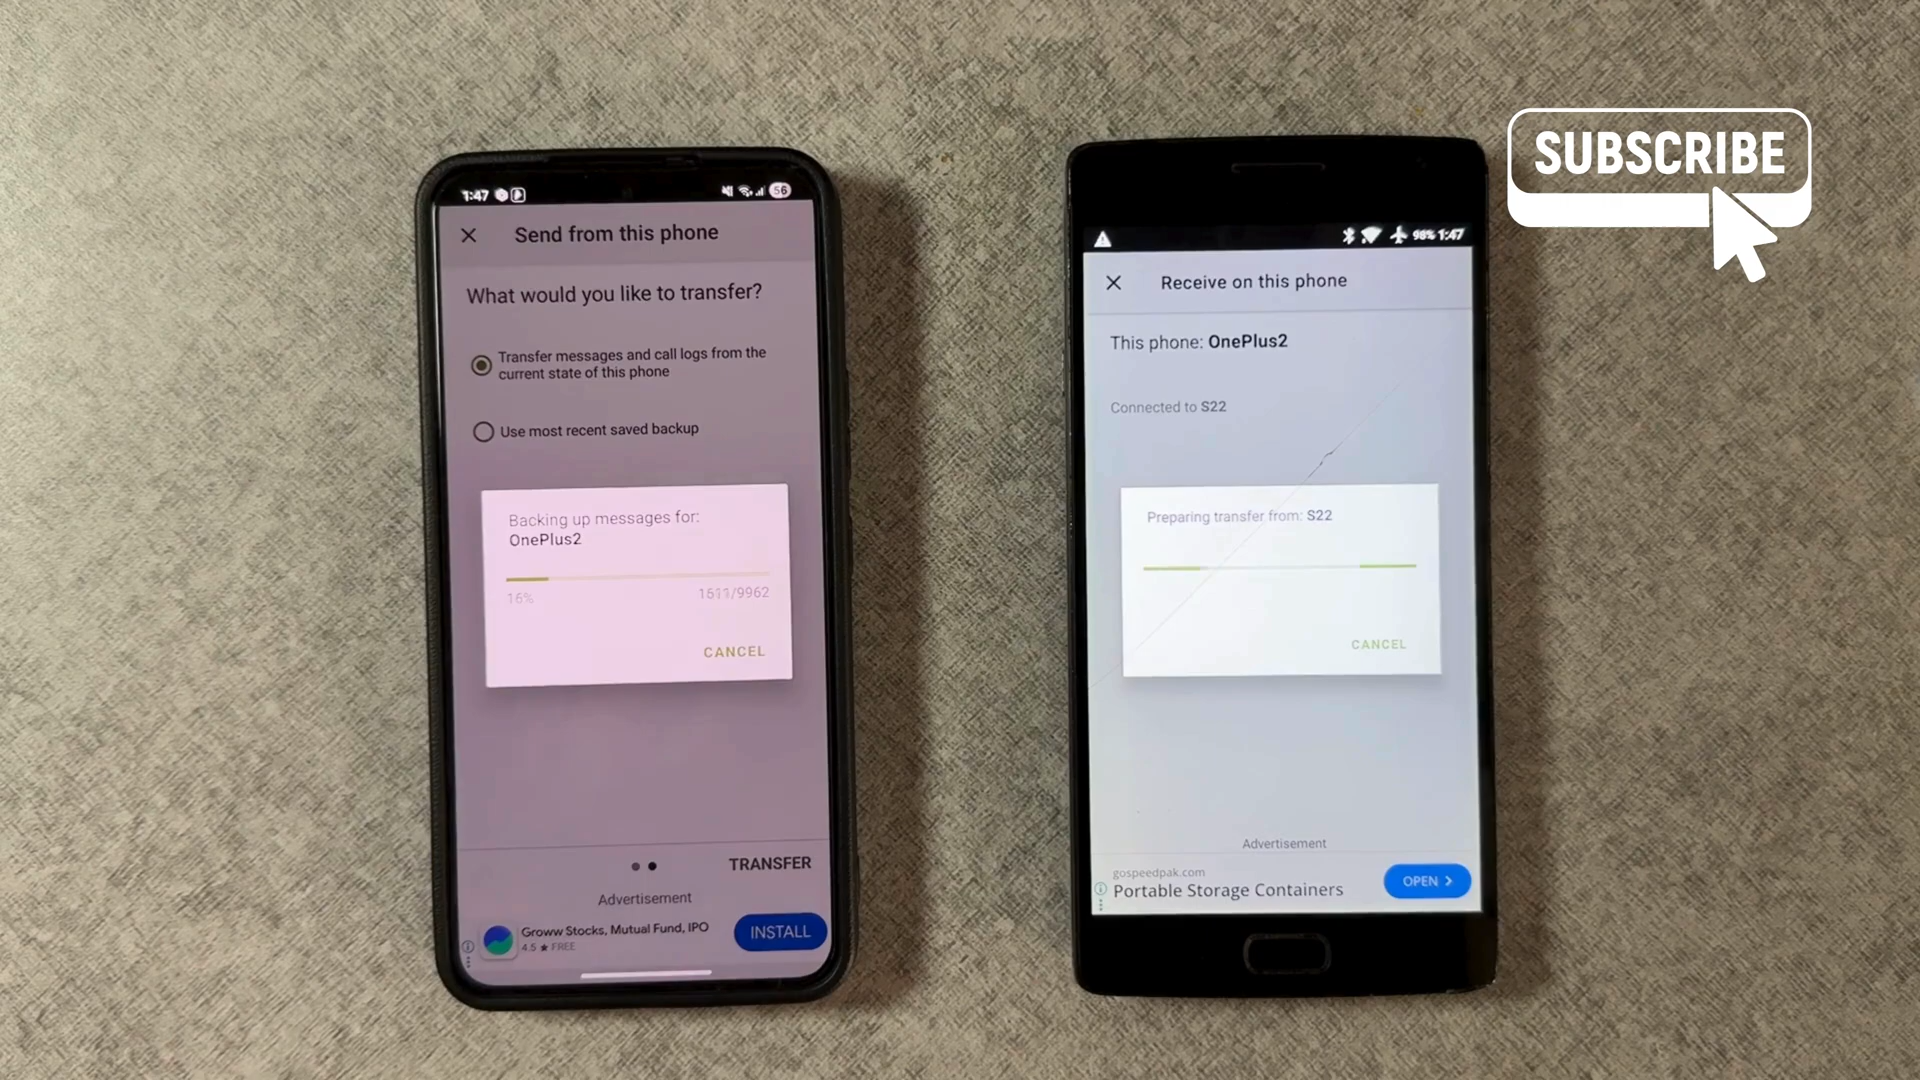 SUBSCRIBE
1:47
56
Send from this phone
What would you like to transfer?
Transfer messages and call logs from the
current state of this phone
Use most recent saved backup
Backing up messages for:
OnePlus2
16%
1511/9962
CANCEL
TRANSFER
Advertisement
Groww Stocks, Mutual Fund, IPO
4.5 ★ FREE
INSTALL
98% 1:47
Receive on this phone
This phone: OnePlus2
Connected to S22
Preparing transfer from: S22
CANCEL
Advertisement
gospeedpak.com
Portable Storage Containers
OPEN >